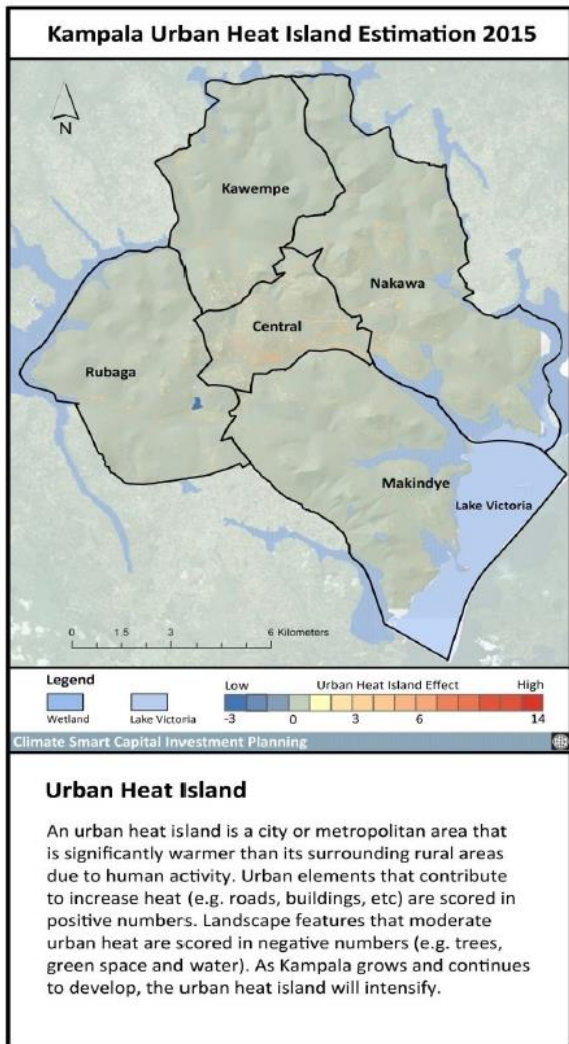 Kampala Urban Heat Island Estimation 2015
N
Kawempe
Nakawa
Central
Rubaga
Makindye
Lake Victoria
0 1.5 3 6 Kilometers
Legend
Wetland
Lake Victoria
Low Urban Heat Island Effect High
-3 0 3 6 14
Climate Smart Capital Investment Planning
Urban Heat Island
An urban heat island is a city or metropolitan area that
is significantly warmer than its surrounding rural areas
due to human activity. Urban elements that contribute
to increase heat (e.g. roads, buildings, etc) are scored in
positive numbers. Landscape features that moderate
urban heat are scored in negative numbers (e.g. trees,
green space and water). As Kampala grows and continues
to develop, the urban heat island will intensify.